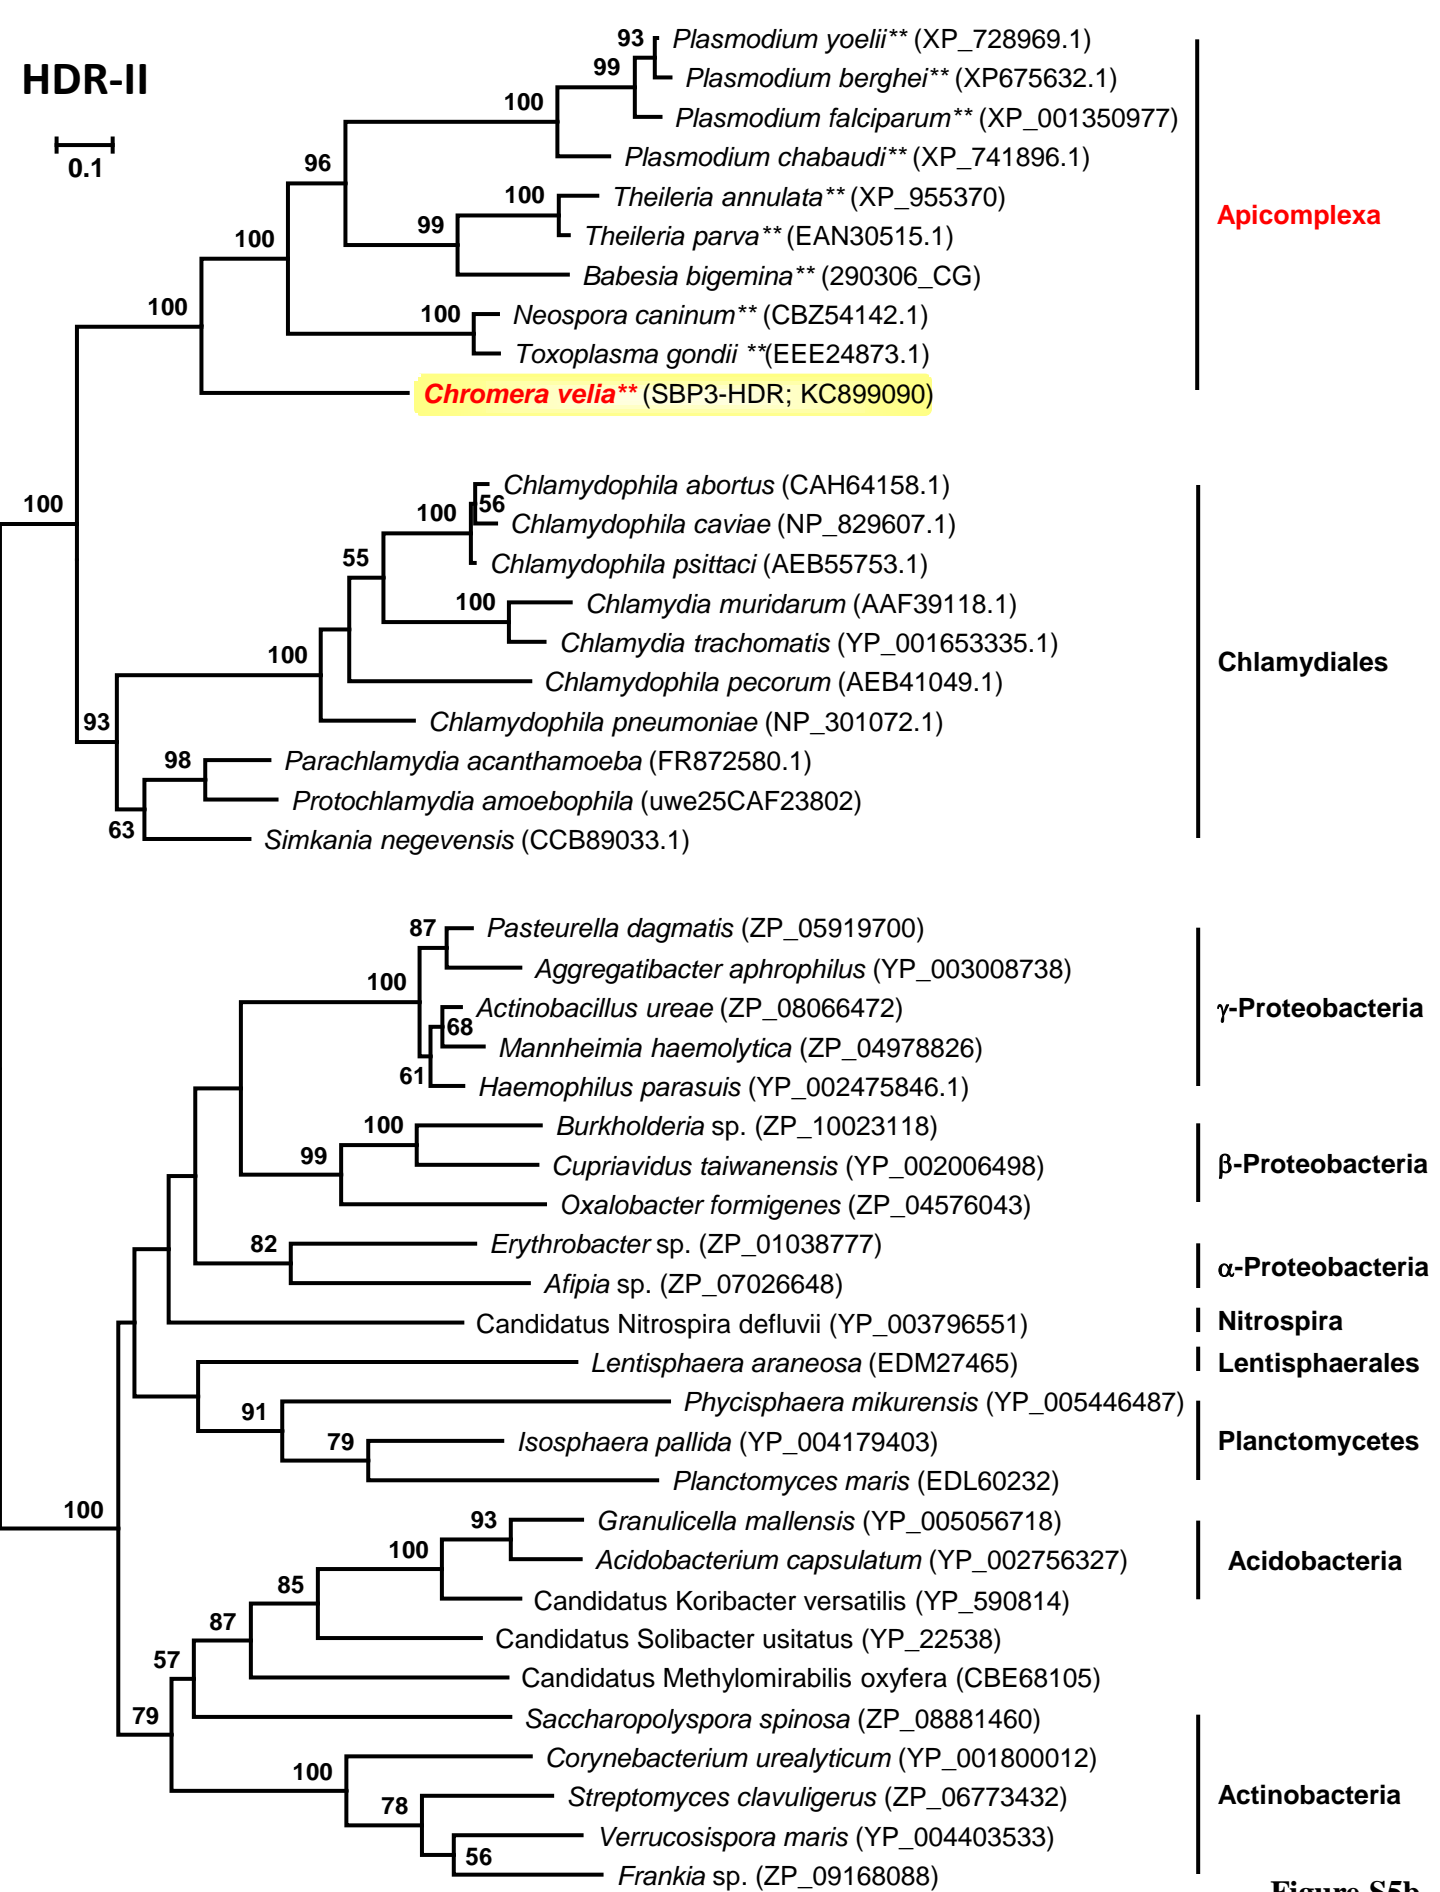 HDR-II
0.1
93
Plasmodium yoelii** (XP_728969.1)
99
Plasmodium berghei** (XP675632.1)
100
Plasmodium falciparum** (XP_001350977)
96
Plasmodium chabaudi** (XP_741896.1)
100
Theileria annulata** (XP_955370)
99
Theileria parva** (EAN30515.1)
Apicomplexa
100
Babesia bigemina** (290306_CG)
100
100
Neospora caninum** (CBZ54142.1)
Toxoplasma gondii **(EEE24873.1)
Chromera velia** (SBP3-HDR; KC899090)
100
Chlamydophila abortus (CAH64158.1)
100
56
Chlamydophila caviae (NP_829607.1)
55
Chlamydophila psittaci (AEB55753.1)
100
Chlamydia muridarum (AAF39118.1)
Chlamydia trachomatis (YP_001653335.1)
100
Chlamydiales
Chlamydophila pecorum (AEB41049.1)
93
Chlamydophila pneumoniae (NP_301072.1)
98
Parachlamydia acanthamoeba (FR872580.1)
Protochlamydia amoebophila (uwe25CAF23802)
63
Simkania negevensis (CCB89033.1)
87
Pasteurella dagmatis (ZP_05919700)
Aggregatibacter aphrophilus (YP_003008738)
100
Actinobacillus ureae (ZP_08066472)
γ-Proteobacteria
68
Mannheimia haemolytica (ZP_04978826)
61
Haemophilus parasuis (YP_002475846.1)
100
Burkholderia sp. (ZP_10023118)
99
Cupriavidus taiwanensis (YP_002006498)
β-Proteobacteria
Oxalobacter formigenes (ZP_04576043)
82
Erythrobacter sp. (ZP_01038777)
Afipia sp. (ZP_07026648)
α-Proteobacteria
Candidatus Nitrospira defluvii (YP_003796551)
Nitrospira
Lentisphaera araneosa (EDM27465)
Lentisphaerales
91
Phycisphaera mikurensis (YP_005446487)
79
Isosphaera pallida (YP_004179403)
Planctomycetes
Planctomyces maris (EDL60232)
100
93
Granulicella mallensis (YP_005056718)
100
Acidobacterium capsulatum (YP_002756327)
Acidobacteria
85
Candidatus Koribacter versatilis (YP_590814)
87
Candidatus Solibacter usitatus (YP_22538)
57
Candidatus Methylomirabilis oxyfera (CBE68105)
79
Saccharopolyspora spinosa (ZP_08881460)
100
Corynebacterium urealyticum (YP_001800012)
78
Streptomyces clavuligerus (ZP_06773432)
Actinobacteria
Verrucosispora maris (YP_004403533)
56
Frankia sp. (ZP_09168088)
Figure S5b